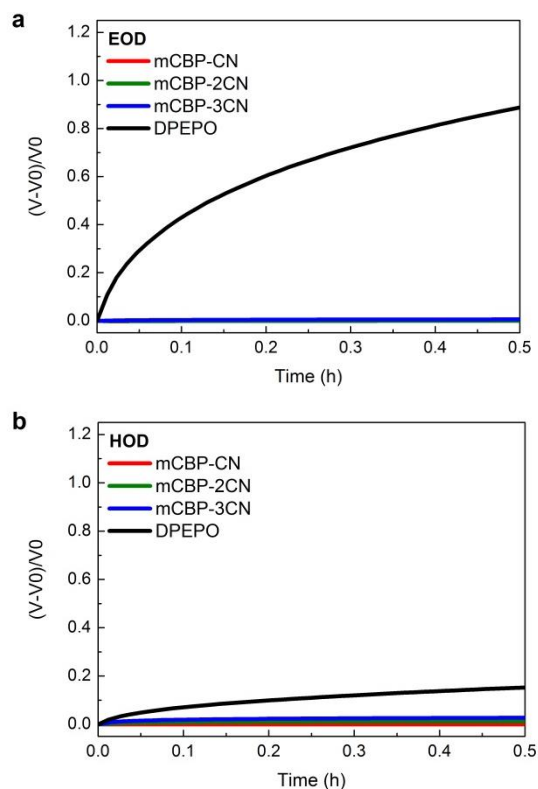 a
EOD
mCBP-CN
mCBP-2CN
mCBP-3CN
DPEPO
(V-V0)/V0
1.2
1.0
0.8
0.6
0.4
0.2
0.0
0.0 0.1 0.2 0.3 0.4 0.5
Time (h)
b
HOD
mCBP-CN
mCBP-2CN
mCBP-3CN
DPEPO
(V-V0)/V0
1.2
1.0
0.8
0.6
0.4
0.2
0.0
0.0 0.1 0.2 0.3 0.4 0.5
Time (h)